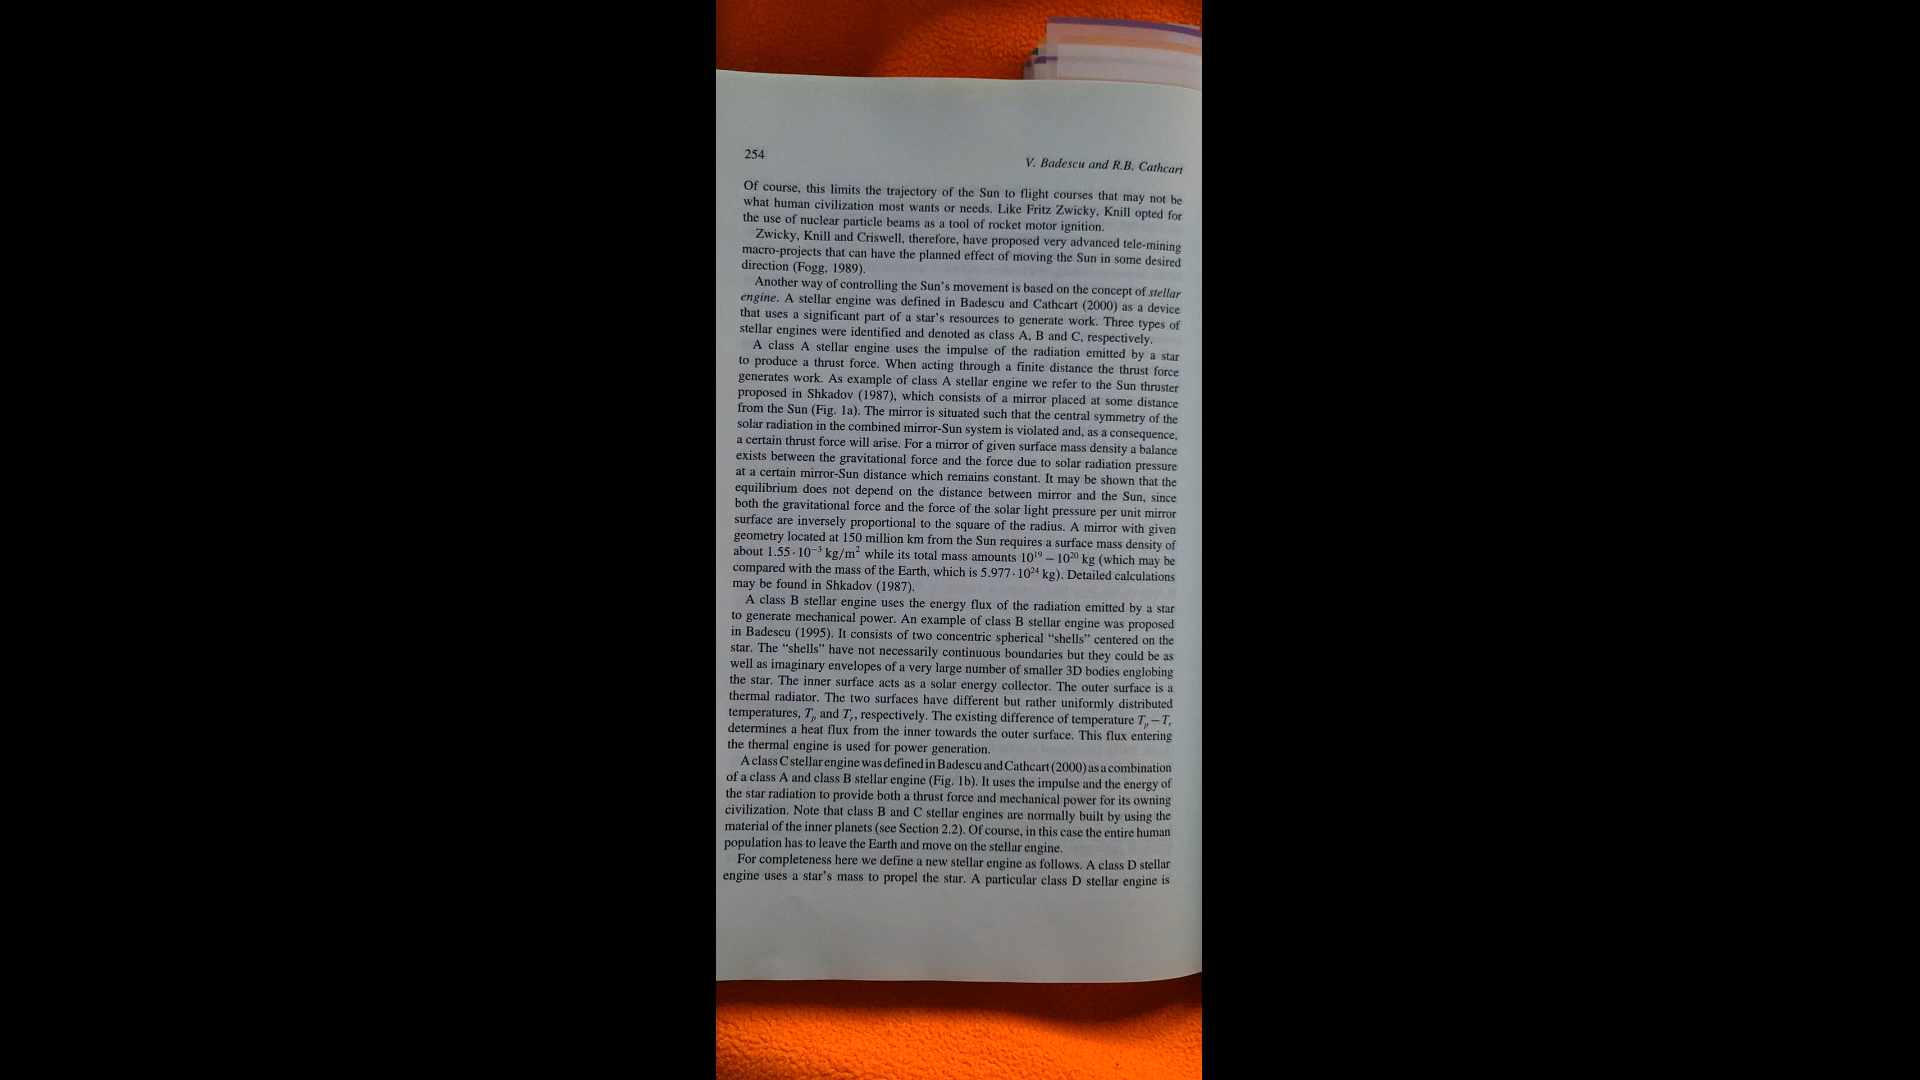 254
V. Badescu and R.B. Cathcart
Of course, this limits the trajectory of the Sun to flight courses that may not be
what human civilization most wants or needs. Like Fritz Zwicky, Knill opted for
the use of nuclear particle beams as a tool of rocket motor ignition.
Zwicky, Knill and Criswell, therefore, have proposed very advanced tele-mining
macro-projects that can have the planned effect of moving the Sun in some desired
direction (Fogg, 1989).
Another way of controlling the Sun's movement is based on the concept of stellar
engine. A stellar engine was defined in Badescu and Cathcart (2000) as a device
that uses a significant part of a star's resources to generate work. Three types of
stellar engines were identified and denoted as class A, B and C, respectively.
A class A stellar engine uses the impulse of the radiation emitted by a star
to produce a thrust force. When acting through a finite distance the thrust force
generates work. As example of class A stellar engine we refer to the Sun thruster
proposed in Shkadov (1987), which consists of a mirror placed at some distance
from the Sun (Fig. 1a). The mirror is situated such that the central symmetry of the
solar radiation in the combined mirror-Sun system is violated and, as a consequence,
a certain thrust force will arise. For a mirror of given surface mass density a balance
exists between the gravitational force and the force due to solar radiation pressure
at a certain mirror-Sun distance which remains constant. It may be shown that the
equilibrium does not depend on the distance between mirror and the Sun, since
both the gravitational force and the force of the solar light pressure per unit mirror
surface are inversely proportional to the square of the radius. A mirror with given
geometry located at 150 million km from the Sun requires a surface mass density of
about 1.55·10⁻³ kg/m² while its total mass amounts 10¹⁹ – 10²⁰ kg (which may be
compared with the mass of the Earth, which is 5.977·10²⁴ kg). Detailed calculations
may be found in Shkadov (1987).
A class B stellar engine uses the energy flux of the radiation emitted by a star
to generate mechanical power. An example of class B stellar engine was proposed
in Badescu (1995). It consists of two concentric spherical “shells” centered on the
star. The “shells” have not necessarily continuous boundaries but they could be as
well as imaginary envelopes of a very large number of smaller 3D bodies englobing
the star. The inner surface acts as a solar energy collector. The outer surface is a
thermal radiator. The two surfaces have different but rather uniformly distributed
temperatures, Tₚ and Tᵣ, respectively. The existing difference of temperature Tₚ – Tᵣ
determines a heat flux from the inner towards the outer surface. This flux entering
the thermal engine is used for power generation.
A class C stellar engine was defined in Badescu and Cathcart (2000) as a combination
of a class A and class B stellar engine (Fig. 1b). It uses the impulse and the energy of
the star radiation to provide both a thrust force and mechanical power for its owning
civilization. Note that class B and C stellar engines are normally built by using the
material of the inner planets (see Section 2.2). Of course, in this case the entire human
population has to leave the Earth and move on the stellar engine.
For completeness here we define a new stellar engine as follows. A class D stellar
engine uses a star's mass to propel the star. A particular class D stellar engine is